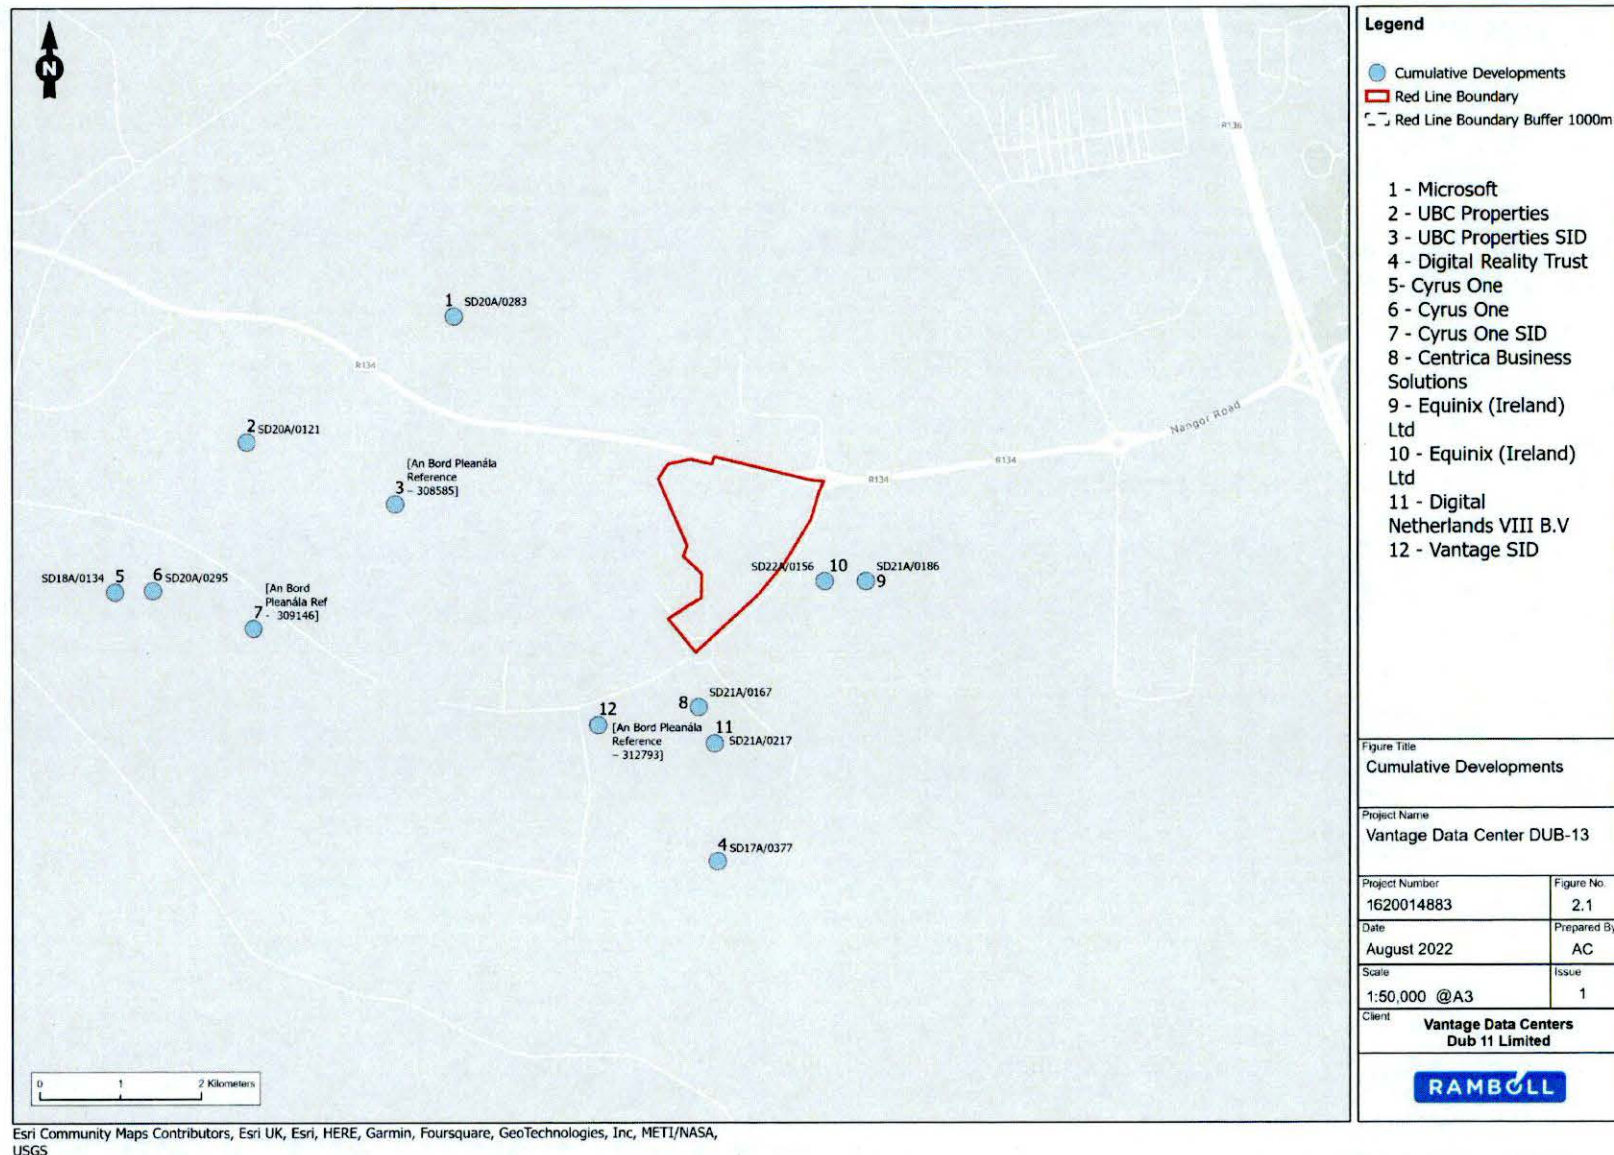 N
R136
1 SD20A/0283
R134
2 SD20A/0121
Nangor Road
[An Bord Pleanála
Reference
3 – 308585]
R134
R134
SD18A/0134 5
6 SD20A/0295
SD22A/0156 10
SD21A/0186
9
[An Bord
Pleanála Ref
7 - 309146]
8 SD21A/0167
12
[An Bord Pleanála
Reference
– 312793]
11
SD21A/0217
4 SD17A/0377
0 1 2 Kilometers
Esri Community Maps Contributors, Esri UK, Esri, HERE, Garmin, Foursquare, GeoTechnologies, Inc, METI/NASA,
USGS
Legend
Cumulative Developments
Red Line Boundary
Red Line Boundary Buffer 1000m
1 - Microsoft
2 - UBC Properties
3 - UBC Properties SID
4 - Digital Reality Trust
5- Cyrus One
6 - Cyrus One
7 - Cyrus One SID
8 - Centrica Business
Solutions
9 - Equinix (Ireland)
Ltd
10 - Equinix (Ireland)
Ltd
11 - Digital
Netherlands VIII B.V
12 - Vantage SID
Figure Title
Cumulative Developments
Project Name
Vantage Data Center DUB-13
Project Number
1620014883
Figure No.
2.1
Date
August 2022
Prepared By
AC
Scale
1:50,000 @A3
Issue
1
Client
Vantage Data Centers
Dub 11 Limited
RAMBOLL